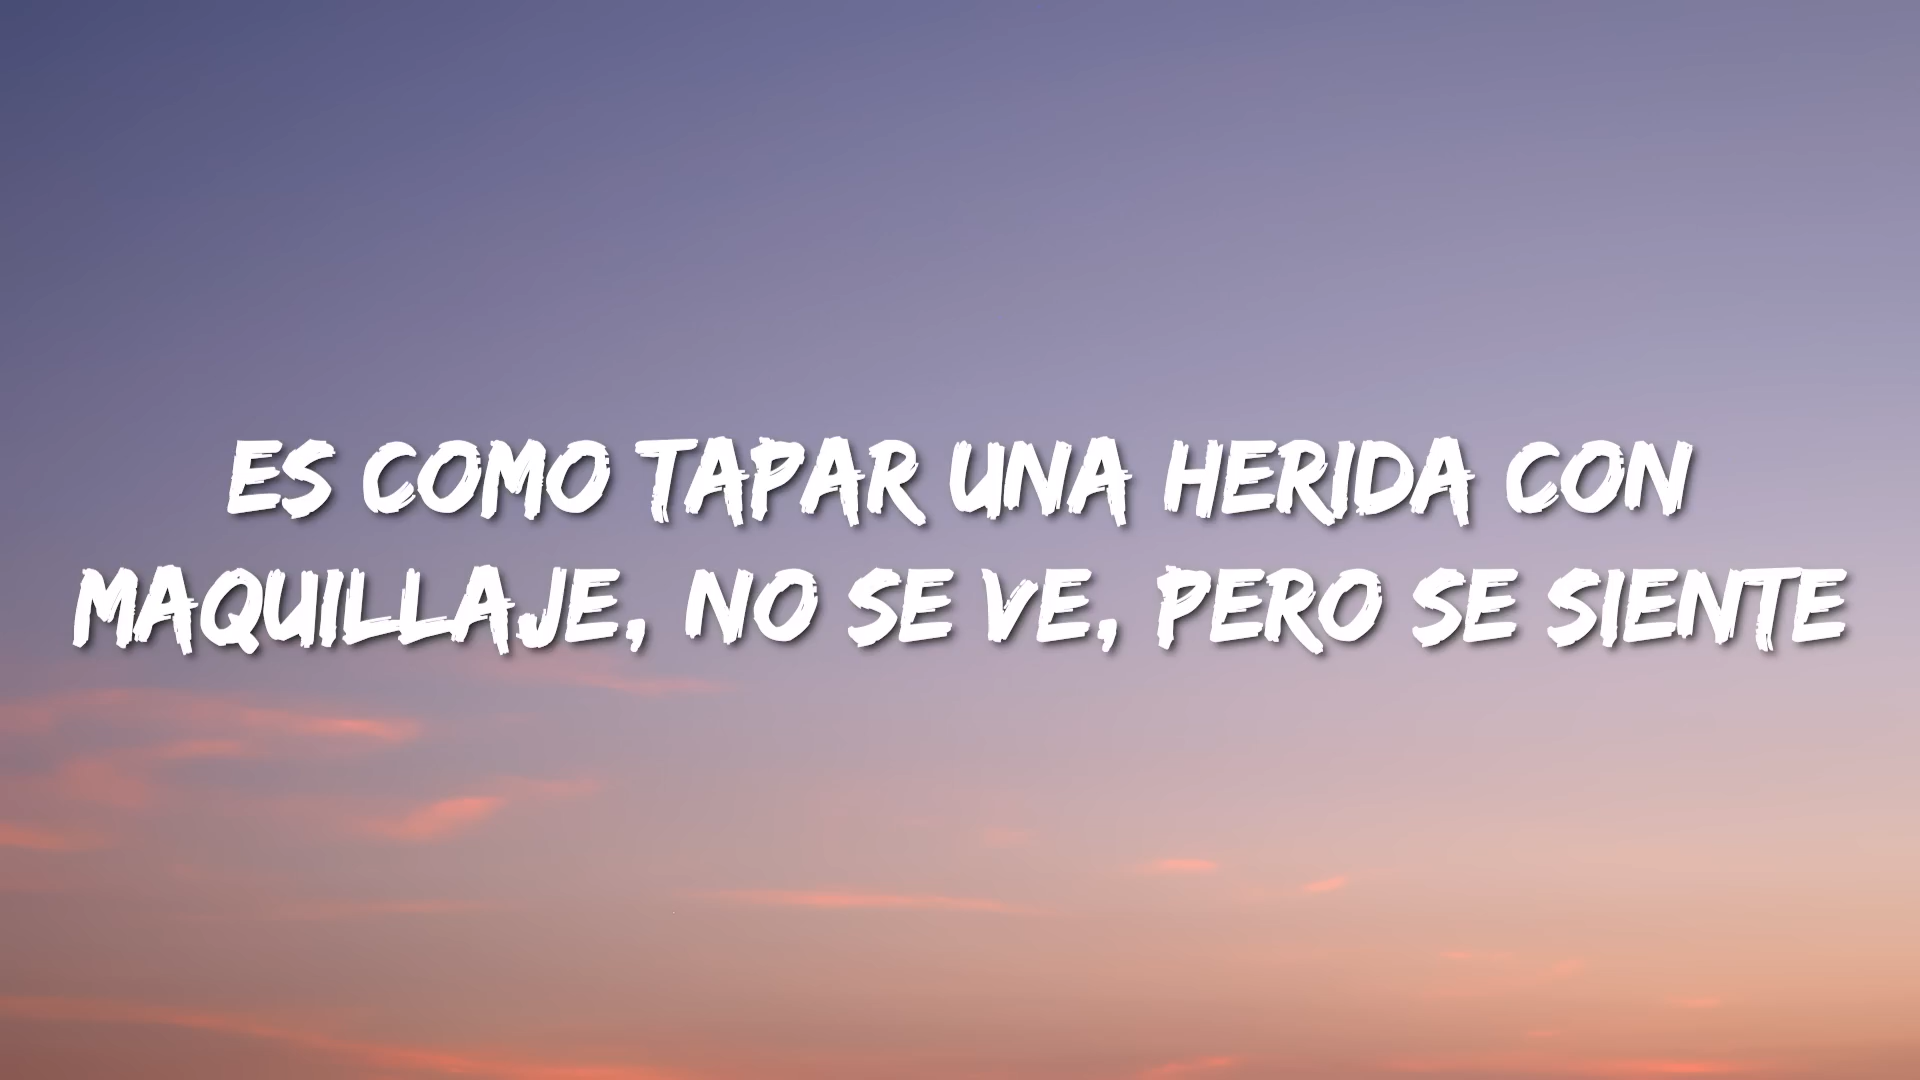 ES COMO TAPAR UNA HERIDA CON
MAQUILLAJE, NO SE VE, PERO SE SIENTE